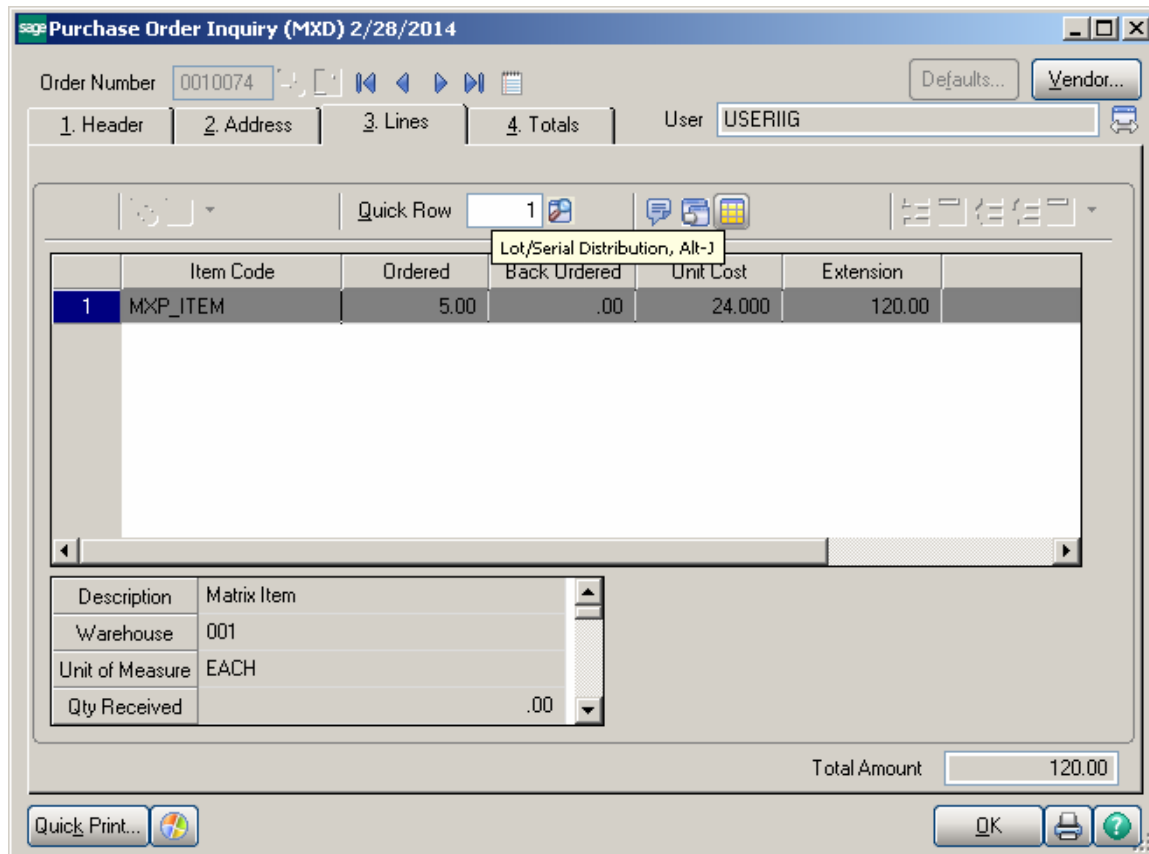 sage Purchase Order Inquiry (MXD) 2/28/2014
Order Number 0010074 Defaults... Vendor...
1. Header 2. Address 3. Lines 4. Totals User USERIIG
Quick Row 1
Lot/Serial Distribution, Alt-J
Item Code Ordered Back Ordered Unit Cost Extension
1 MXP_ITEM 5.00 .00 24.000 120.00
Description Matrix Item
Warehouse 001
Unit of Measure EACH
Qty Received .00
Total Amount 120.00
Quick Print... OK